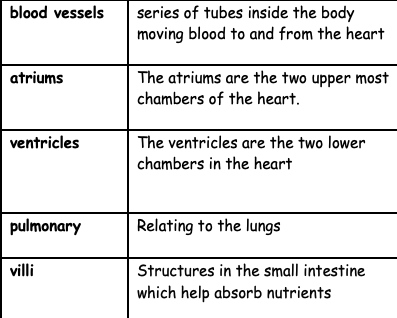 blood vessels
series of tubes inside the body
moving blood to and from the heart
atriums
The atriums are the two upper most
chambers of the heart.
ventricles
The ventricles are the two lower
chambers in the heart
pulmonary
Relating to the lungs
villi
Structures in the small intestine
which help absorb nutrients